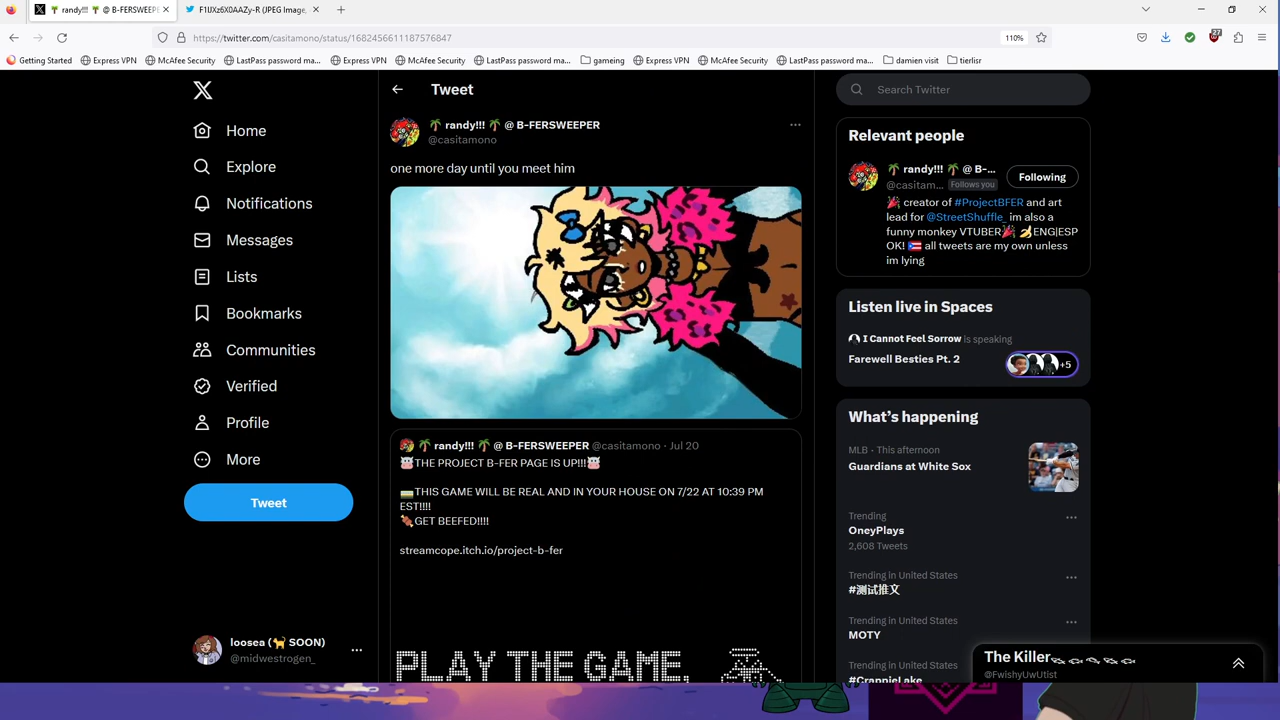 🌴 randy!!! 🌴 @ B-FERSWEEPE
F1IJXz6X0AAZy-R (JPEG Image,
https://twitter.com/casitamono/status/1682456611187576847
110%
27
Getting Started
Express VPN
McAfee Security
LastPass password ma...
Express VPN
McAfee Security
LastPass password ma...
gameing
Express VPN
McAfee Security
LastPass password ma...
damien visit
tierlisr
Home
Explore
Notifications
Messages
Lists
Bookmarks
Communities
Verified
Profile
More
Tweet
loosea (🐕 SOON)
@midwestrogen_
Tweet
🌴 randy!!! 🌴 @ B-FERSWEEPER
@casitamono
one more day until you meet him
🌴 randy!!! 🌴 @ B-FERSWEEPER @casitamono · Jul 20
🐮THE PROJECT B-FER PAGE IS UP!!!🐮
THIS GAME WILL BE REAL AND IN YOUR HOUSE ON 7/22 AT 10:39 PM
EST!!!!
🍖GET BEEFED!!!!
streamcope.itch.io/project-b-fer
PLAY THE GAME,
Search Twitter
Relevant people
🌴 randy!!! 🌴 @ B-...
@casitam... Follows you
Following
🎉 creator of #ProjectBFER and art
lead for @StreetShuffle_ im also a
funny monkey VTUBER🎉 🍌ENG|ESP
OK! 🇵🇷 all tweets are my own unless
im lying
Listen live in Spaces
I Cannot Feel Sorrow is speaking
Farewell Besties Pt. 2
+5
What's happening
MLB · This afternoon
Guardians at White Sox
Trending
OneyPlays
2,608 Tweets
Trending in United States
#测试推文
Trending in United States
MOTY
Trending in United States
#CrappieLake
The Killer
@FwishyUwUtist